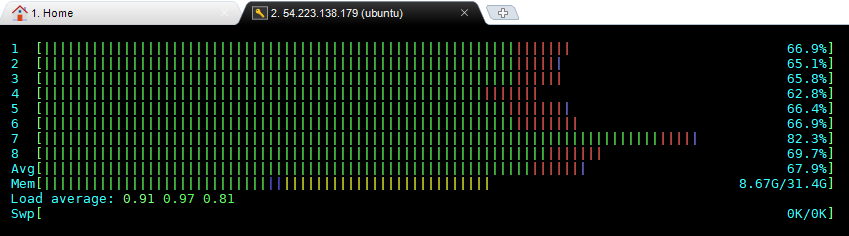 1. Home
2. 54.223.138.179 (ubuntu)
1 [ 66.9%]
2 [ 65.1%]
3 [ 65.8%]
4 [ 62.8%]
5 [ 66.4%]
6 [ 66.9%]
7 [ 82.3%]
8 [ 69.7%]
Avg[ 67.9%]
Mem[ 8.67G/31.4G]
Load average: 0.91 0.97 0.81
Swp[ 0K/0K]